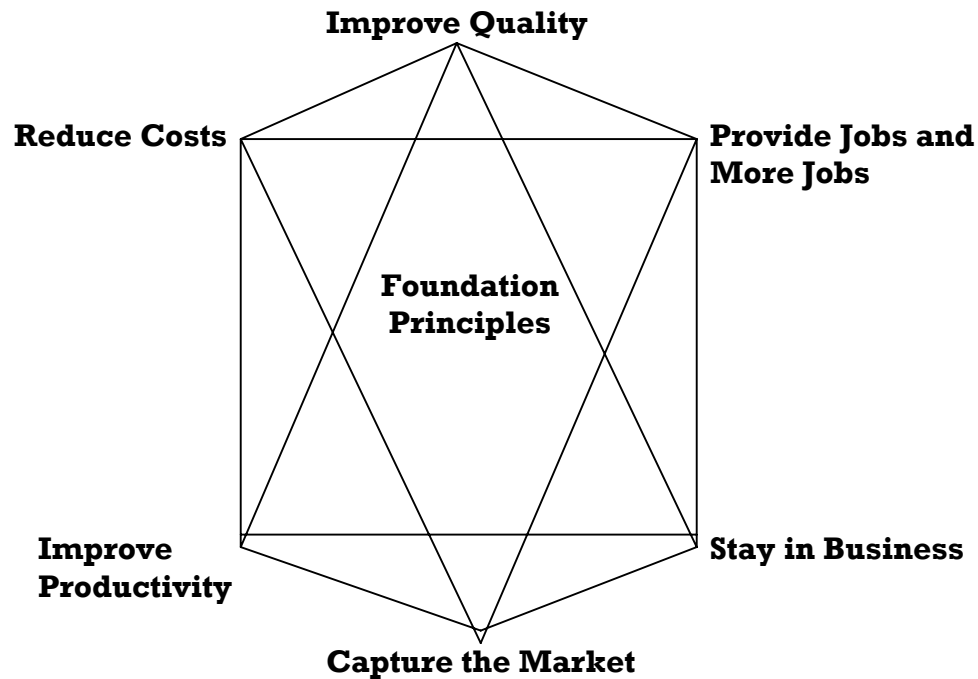 Improve Quality
Reduce Costs
Provide Jobs and
More Jobs
Foundation
Principles
Improve
Productivity
Stay in Business
Capture the Market